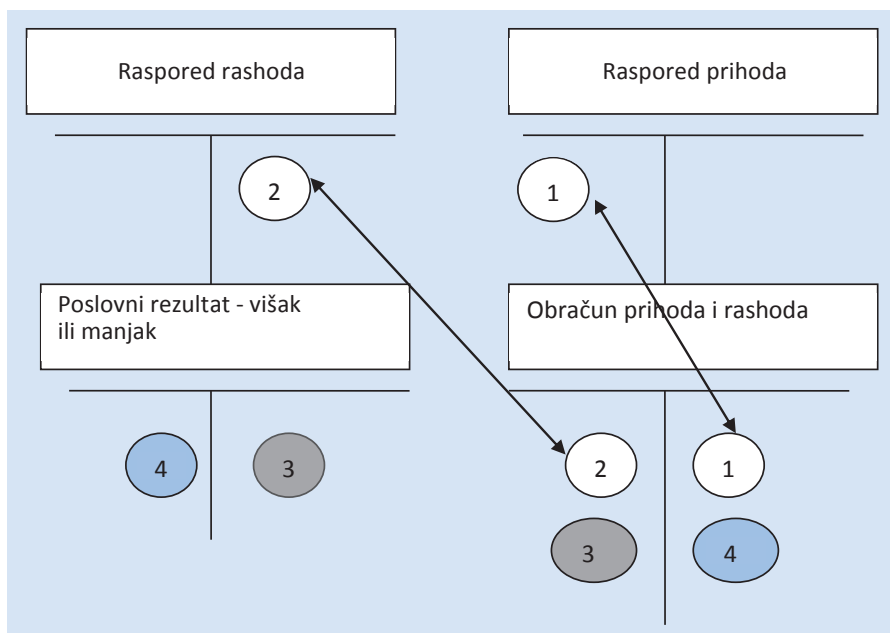 Raspored rashoda
Raspored prihoda
2
1
Poslovni rezultat - višak
ili manjak
Obračun prihoda i rashoda
4
3
2
1
3
4